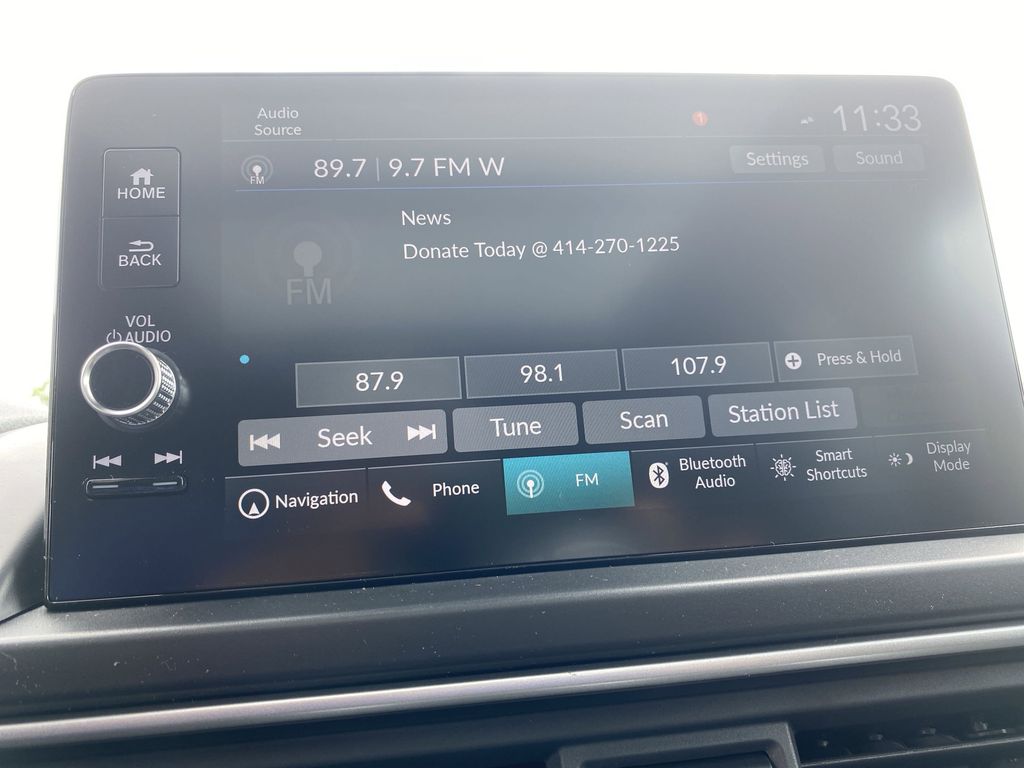 Audio
Source
1
11:33
FM
89.7 | 9.7 FM W
Settings
Sound
HOME
BACK
News
Donate Today @ 414-270-1225
FM
VOL
AUDIO
87.9
98.1
107.9
Press & Hold
Seek
Tune
Scan
Station List
Navigation
Phone
FM
Bluetooth
Audio
Smart
Shortcuts
Display
Mode